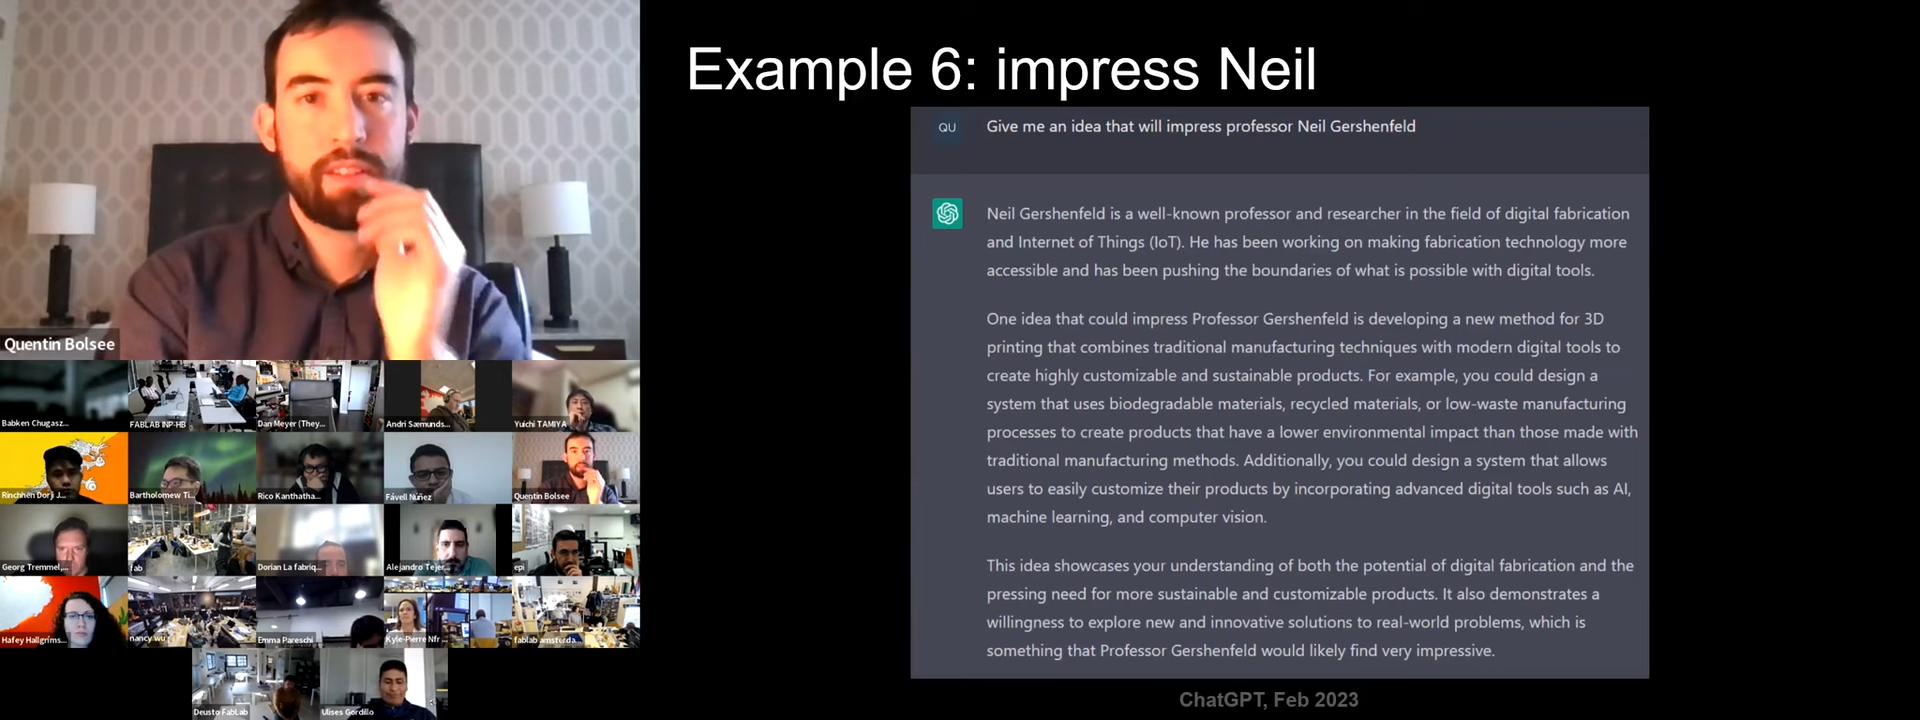 Example 6: impress Neil
QU
Give me an idea that will impress professor Neil Gershenfeld
Neil Gershenfeld is a well-known professor and researcher in the field of digital fabrication
and Internet of Things (IoT). He has been working on making fabrication technology more
accessible and has been pushing the boundaries of what is possible with digital tools.
One idea that could impress Professor Gershenfeld is developing a new method for 3D
printing that combines traditional manufacturing techniques with modern digital tools to
create highly customizable and sustainable products. For example, you could design a
system that uses biodegradable materials, recycled materials, or low-waste manufacturing
processes to create products that have a lower environmental impact than those made with
traditional manufacturing methods. Additionally, you could design a system that allows
users to easily customize their products by incorporating advanced digital tools such as AI,
machine learning, and computer vision.
This idea showcases your understanding of both the potential of digital fabrication and the
pressing need for more sustainable and customizable products. It also demonstrates a
willingness to explore new and innovative solutions to real-world problems, which is
something that Professor Gershenfeld would likely find very impressive.
ChatGPT, Feb 2023
Quentin Bolsee
Babken Chugasz...
FABLAB INP-HB
Dan Meyer (They...
Andri Sæmunds...
Yuichi TAMIYA
Rinchhen Dorji J...
Bartholomew Ti...
Rico Kanthatha...
Fávell Núñez
Quentin Bolsee
Georg Tremmel,...
fab
Dorian La fabriq...
Alejandro Tejer...
epi
Hafey Hallgríms...
nancy wu
Emma Pareschi
Kyle-Pierre Nfr...
fablab amsterda...
Deusto FabLab
Ulises Gordillo